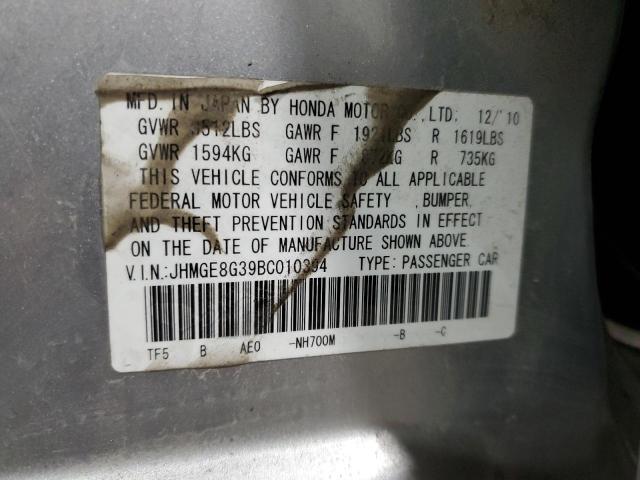 MFD. IN JAPAN BY HONDA MOTOR CO.,LTD. 12/'10
GVWR 3512LBS GAWR F LBS R 1619LBS
GVWR 1594KG GAWR F R 735KG
THIS VEHICLE CONFORMS TO ALL APPLICABLE
FEDERAL MOTOR VEHICLE SAFETY ,BUMPER,
AND THEFT PREVENTION STANDARDS IN EFFECT
ON THE DATE OF MANUFACTURE SHOWN ABOVE.
V.I.N.:JHMGE8G39BC010394 TYPE: PASSENGER CAR
TF5 B AE0 -NH700M -B -C